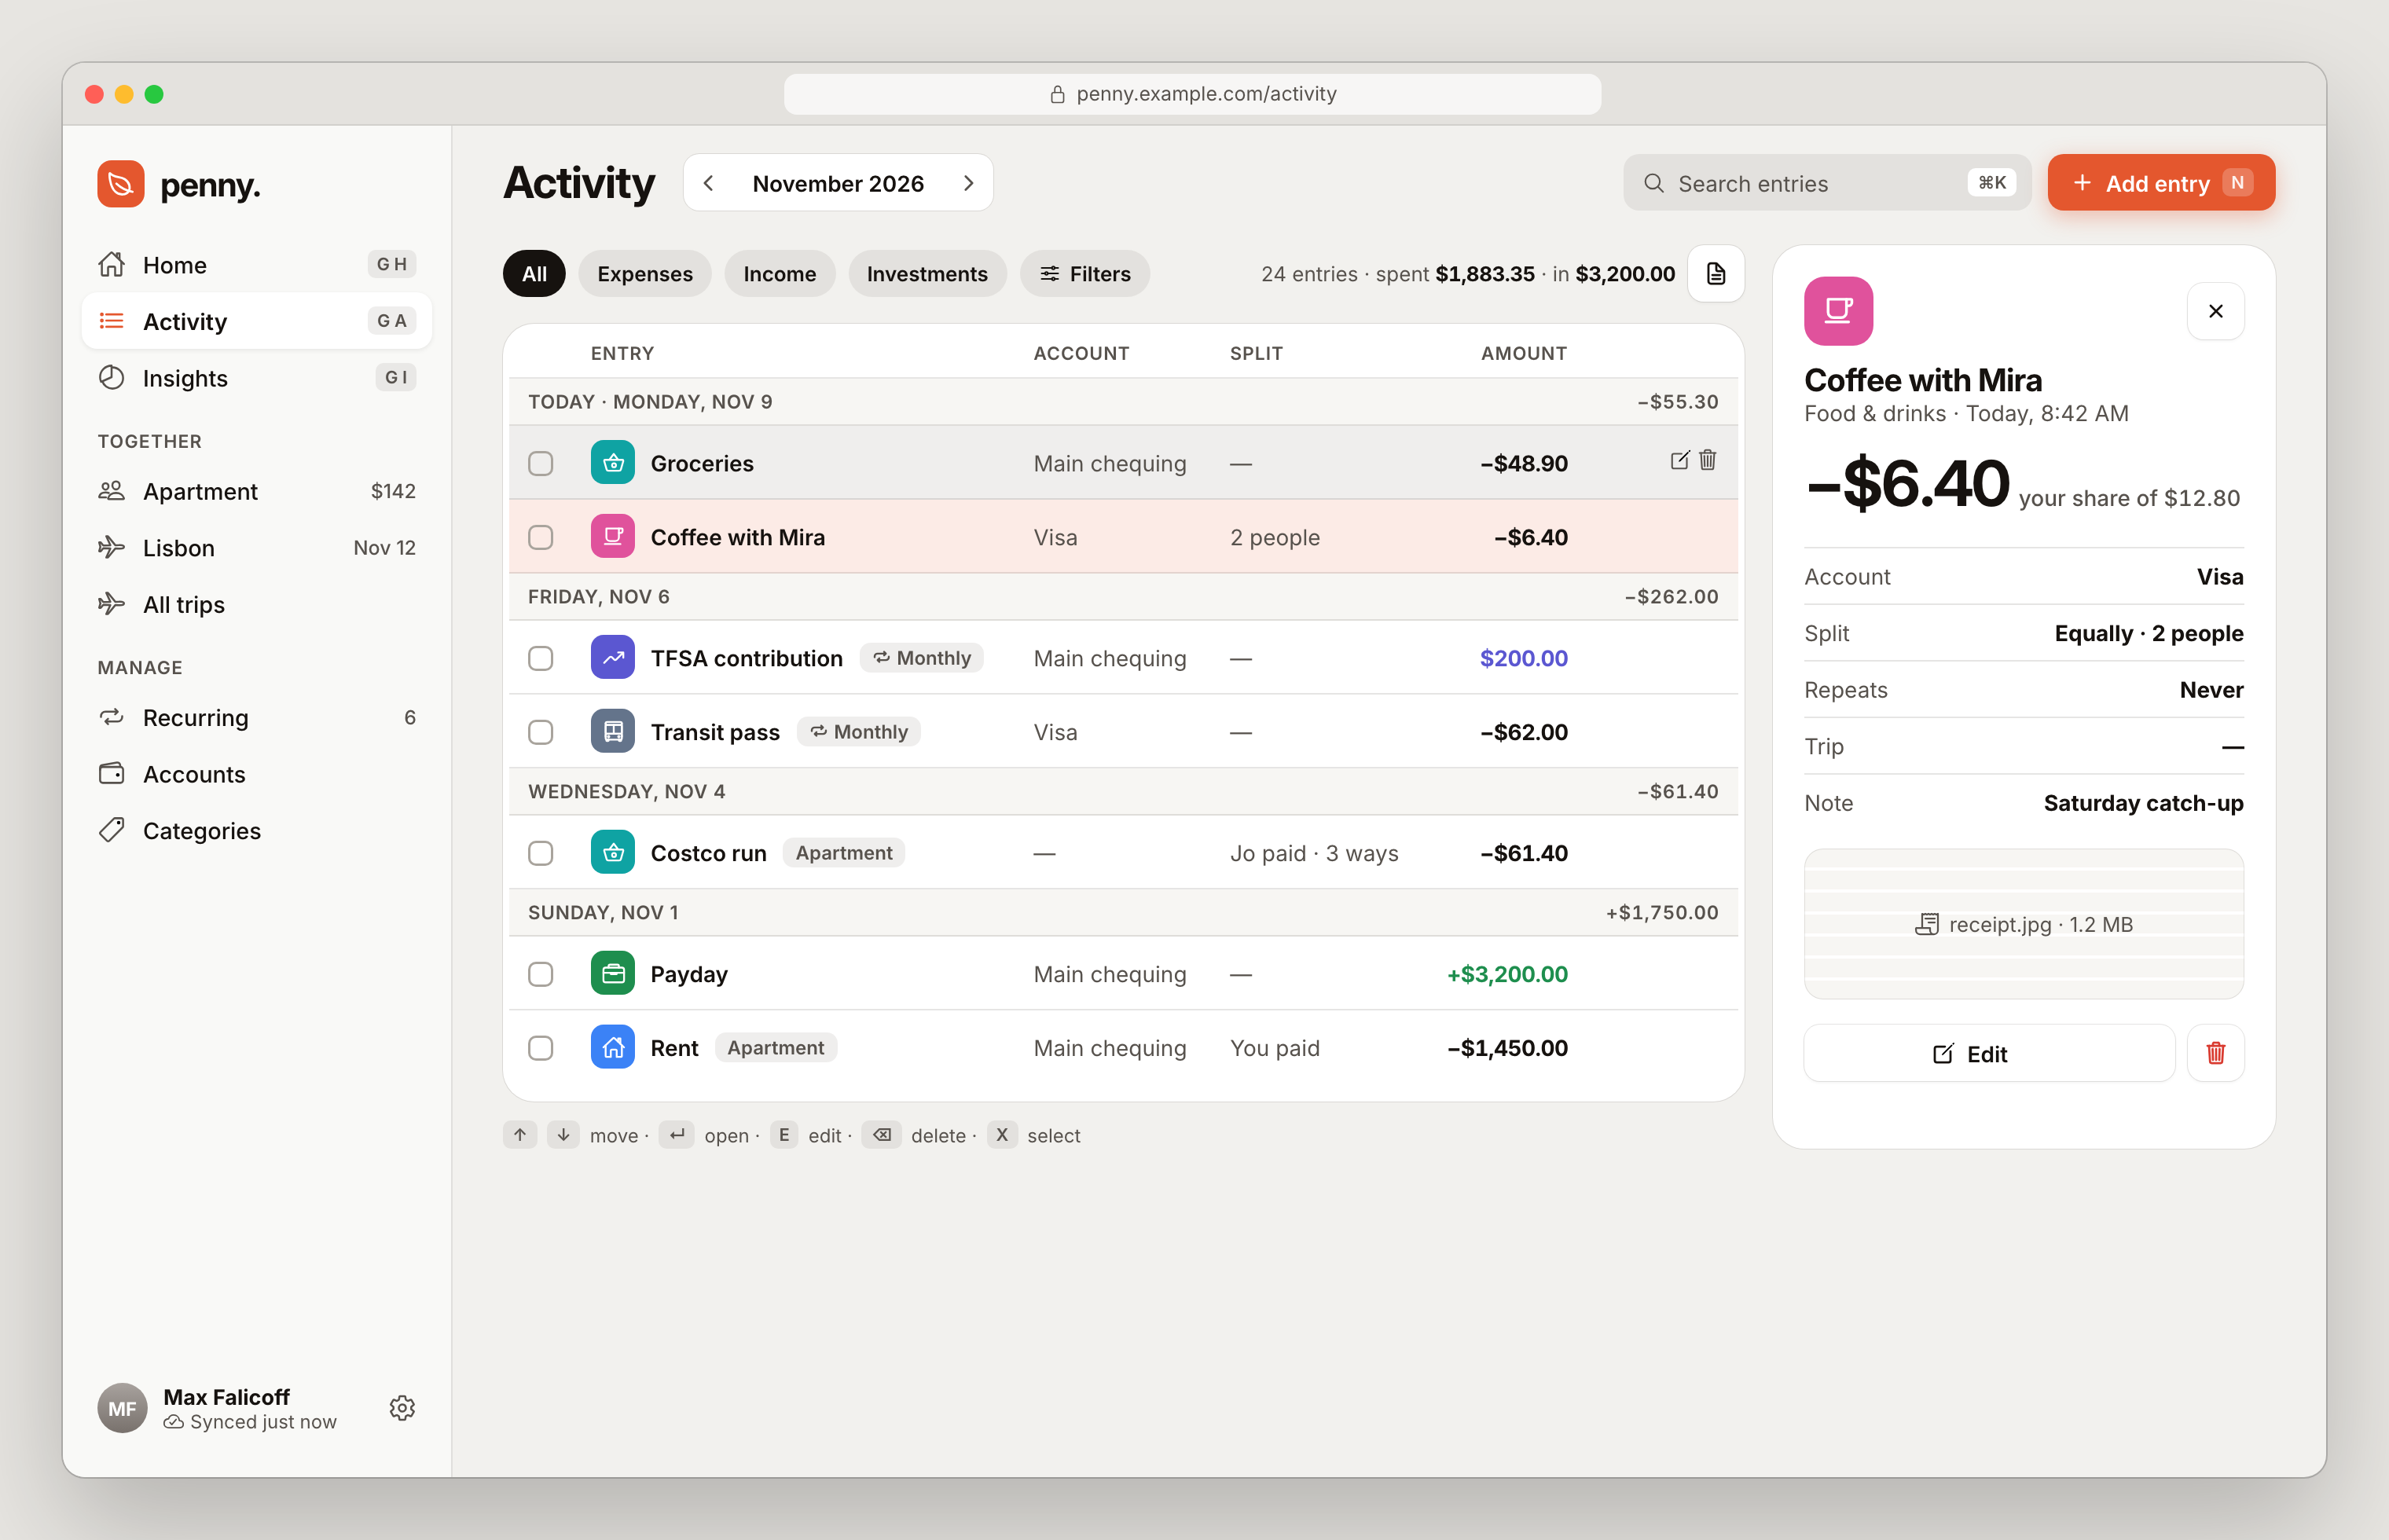 penny.example.com/activity
penny.
Home G H
Activity G A
Insights G I
TOGETHER
Apartment $142
Lisbon Nov 12
All trips
MANAGE
Recurring 6
Accounts
Categories
MF
Max Falicoff
Synced just now
Activity
November 2026
Search entries ⌘K
+ Add entry N
All Expenses Income Investments Filters
24 entries · spent $1,883.35 · in $3,200.00
ENTRY ACCOUNT SPLIT AMOUNT
TODAY · MONDAY, NOV 9 −$55.30
Groceries Main chequing — −$48.90
Coffee with Mira Visa 2 people −$6.40
FRIDAY, NOV 6 −$262.00
TFSA contribution Monthly Main chequing — $200.00
Transit pass Monthly Visa — −$62.00
WEDNESDAY, NOV 4 −$61.40
Costco run Apartment — Jo paid · 3 ways −$61.40
SUNDAY, NOV 1 +$1,750.00
Payday Main chequing — +$3,200.00
Rent Apartment Main chequing You paid −$1,450.00
↑ ↓ move · ↵ open · E edit · ⌫ delete · X select
Coffee with Mira
Food & drinks · Today, 8:42 AM
−$6.40 your share of $12.80
Account Visa
Split Equally · 2 people
Repeats Never
Trip —
Note Saturday catch-up
receipt.jpg · 1.2 MB
Edit